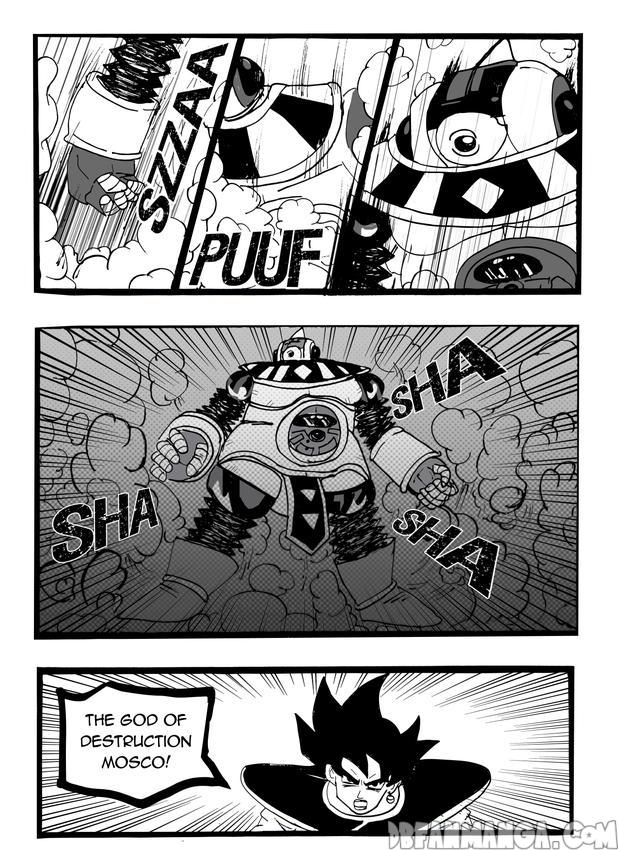 SZZAA
PUUF
SHA
SHA
SHA
THE GOD OF
DESTRUCTION
MOSCO!
DBFANMANGA.COM